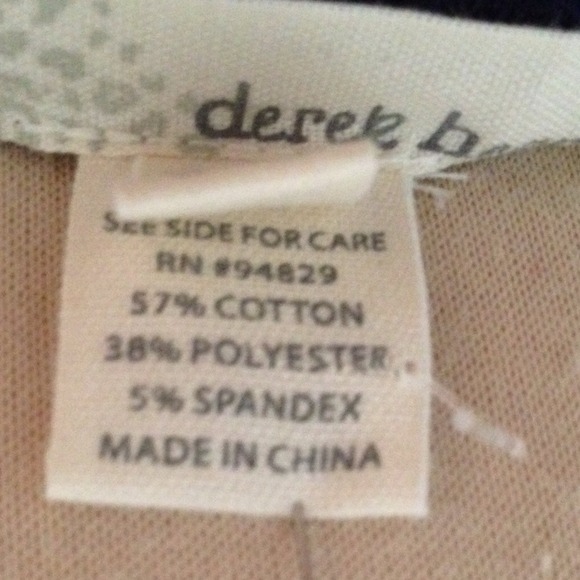 derek
SEE SIDE FOR CARE
RN #94829
57% COTTON
38% POLYESTER
5% SPANDEX
MADE IN CHINA